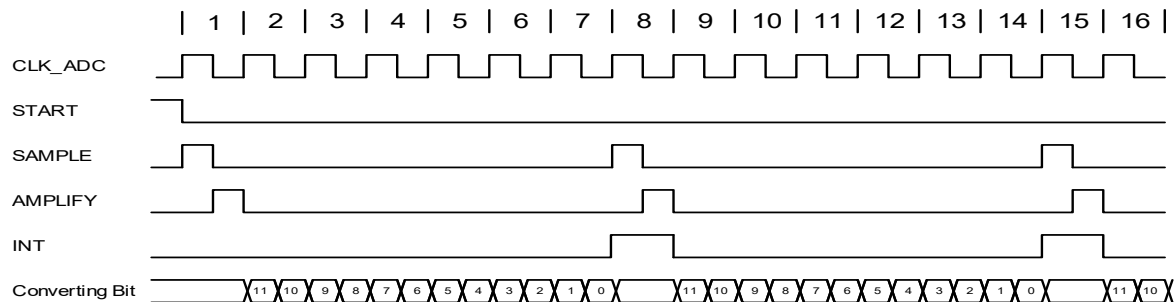 1 2 3 4 5 6 7 8 9 10 11 12 13 14 15 16
CLK_ADC
START
SAMPLE
AMPLIFY
INT
Converting Bit 11 10 9 8 7 6 5 4 3 2 1 0 11 10 9 8 7 6 5 4 3 2 1 0 11 10